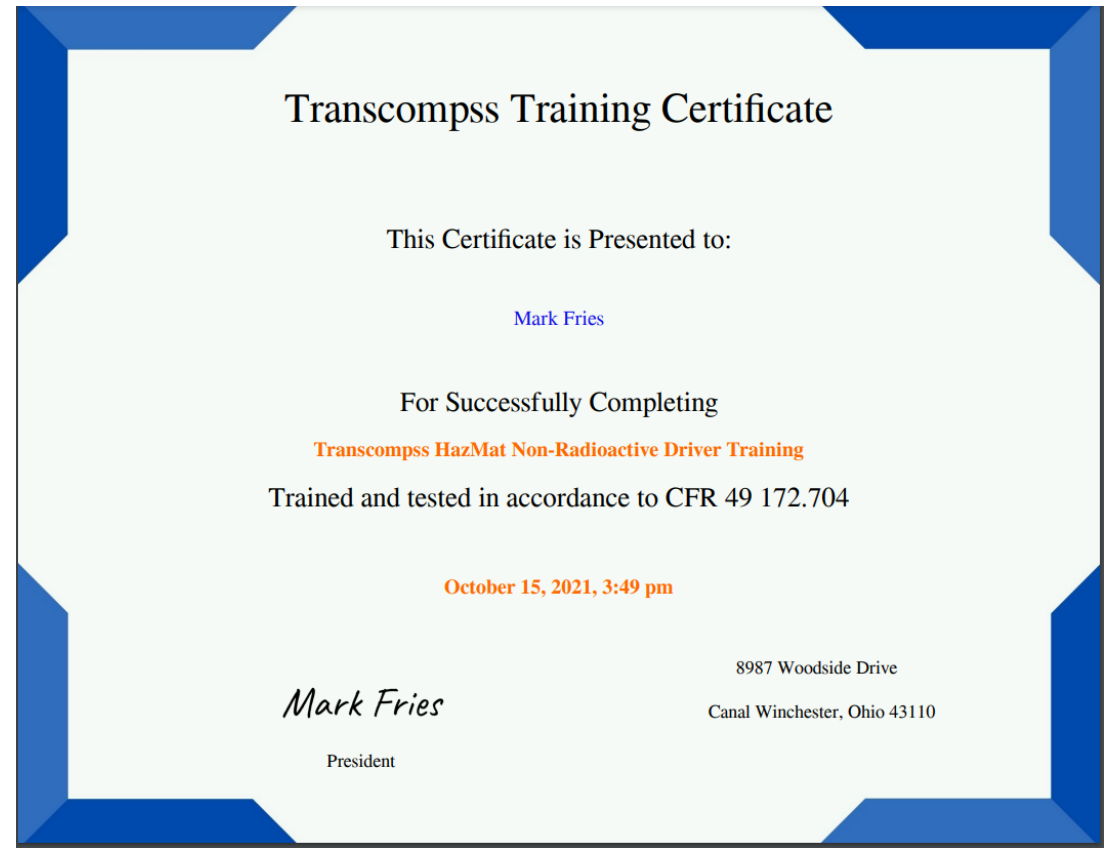 Transcompss Training Certificate
This Certificate is Presented to:
Mark Fries
For Successfully Completing
Transcompss HazMat Non-Radioactive Driver Training
Trained and tested in accordance to CFR 49 172.704
October 15, 2021, 3:49 pm
Mark Fries
President
8987 Woodside Drive
Canal Winchester, Ohio 43110